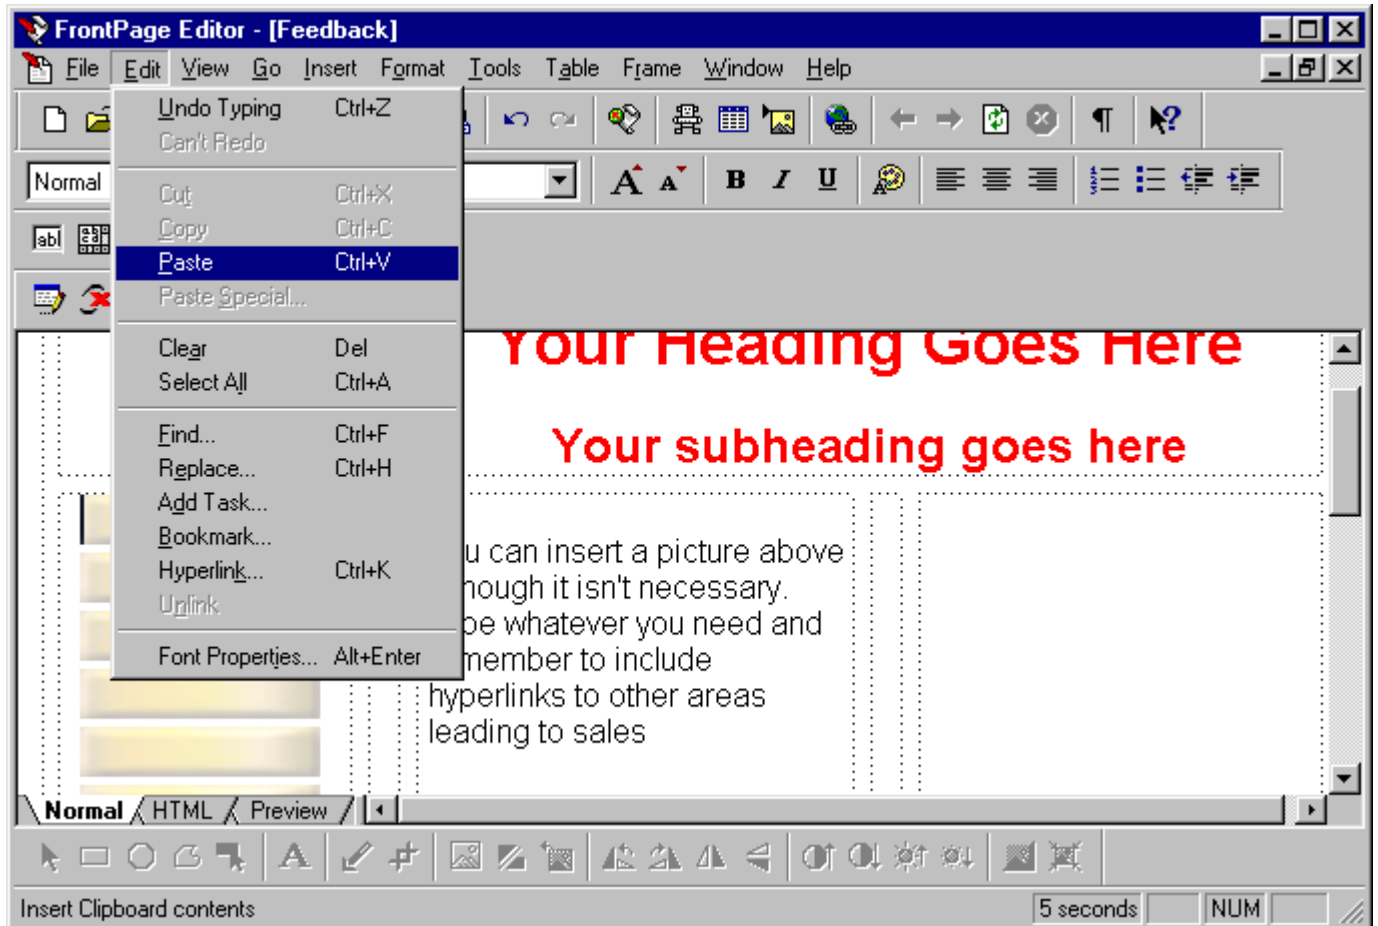 FrontPage Editor - [Feedback]
File Edit View Go Insert Format Tools Table Frame Window Help
Normal
Undo Typing Ctrl+Z
Can't Redo
Cut Ctrl+X
Copy Ctrl+C
Paste Ctrl+V
Paste Special...
Clear Del
Select All Ctrl+A
Find... Ctrl+F
Replace... Ctrl+H
Add Task...
Bookmark...
Hyperlink... Ctrl+K
Unlink
Font Properties... Alt+Enter
A A B I U
abl
Your Heading Goes Here
Your subheading goes here
u can insert a picture above
hough it isn't necessary.
pe whatever you need and
member to include
hyperlinks to other areas
leading to sales
Normal HTML Preview
A
Insert Clipboard contents 5 seconds NUM